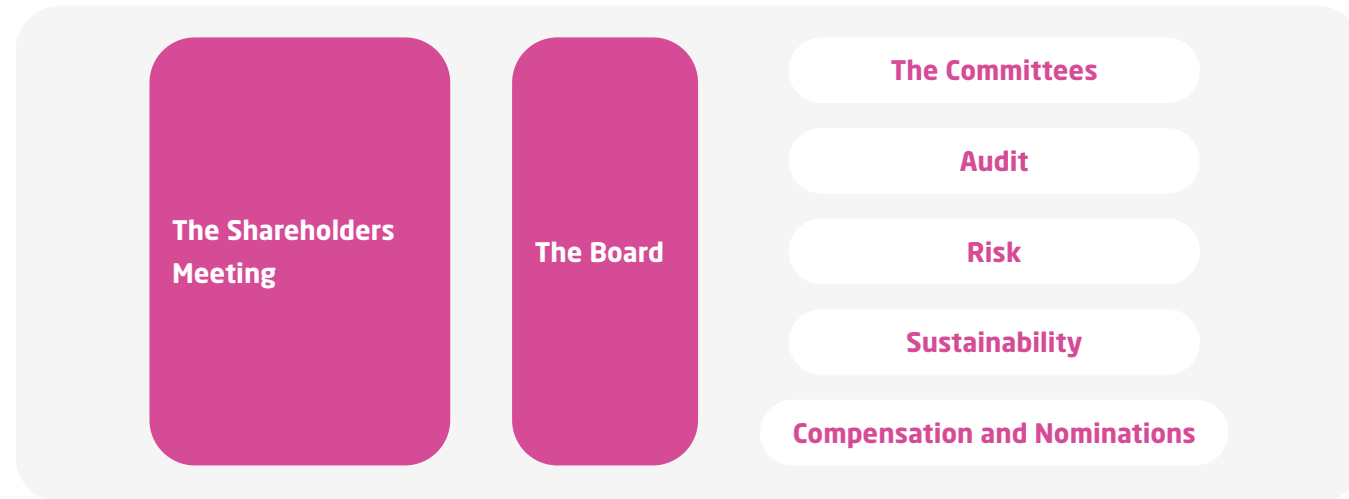 The Shareholders
Meeting
The Board
The Committees
Audit
Risk
Sustainability
Compensation and Nominations